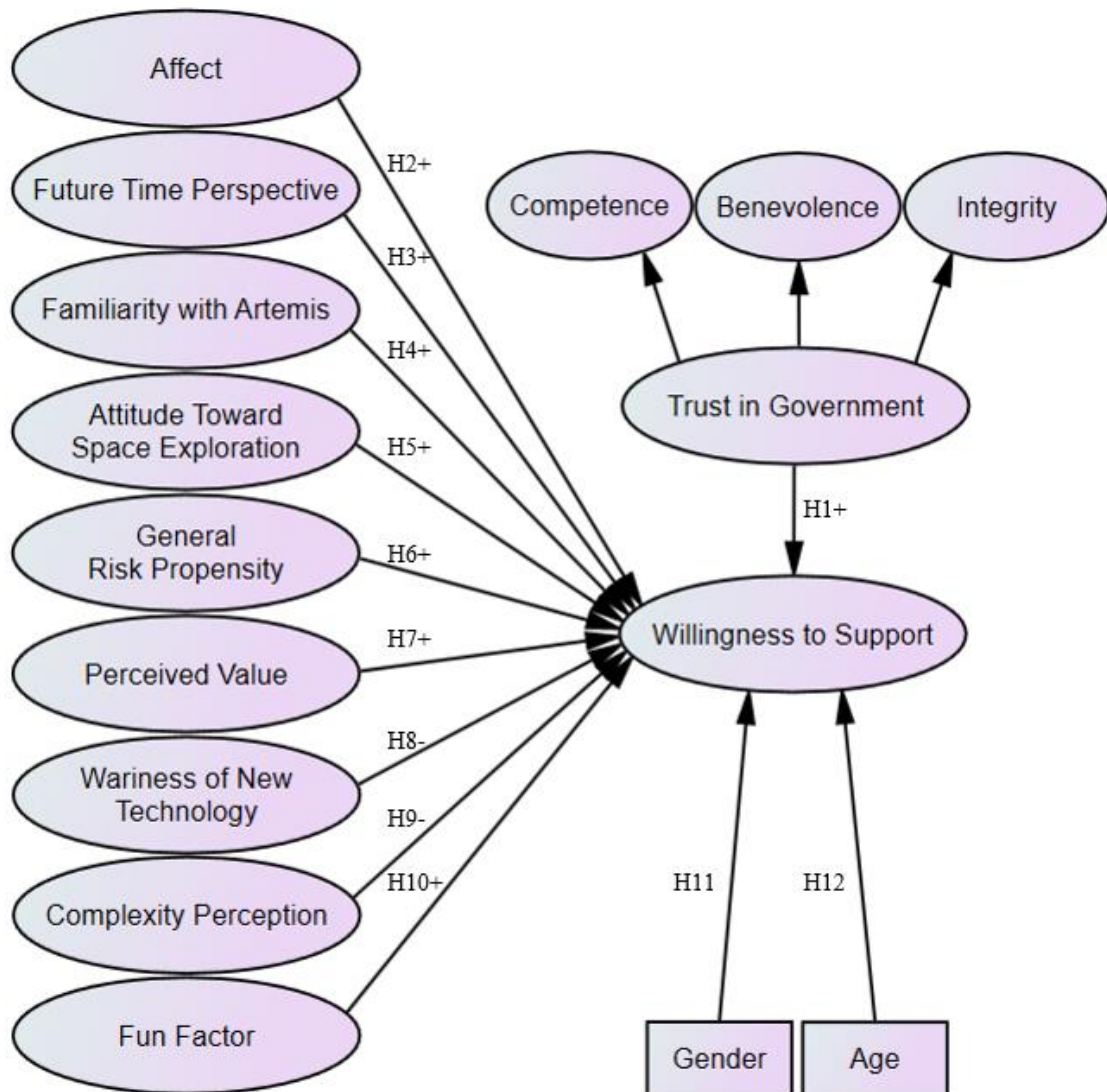 Affect
H2+
Future Time Perspective
Competence
Benevolence
Integrity
H3+
Familiarity with Artemis
H4+
Attitude Toward
Space Exploration
Trust in Government
H5+
H1+
General
Risk Propensity
H6+
Willingness to Support
H7+
Perceived Value
H8-
Wariness of New
Technology
H9-
H10+
H11
H12
Complexity Perception
Fun Factor
Gender
Age